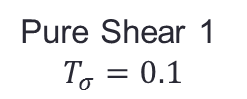 Pure Shear 1
T_σ = 0.1